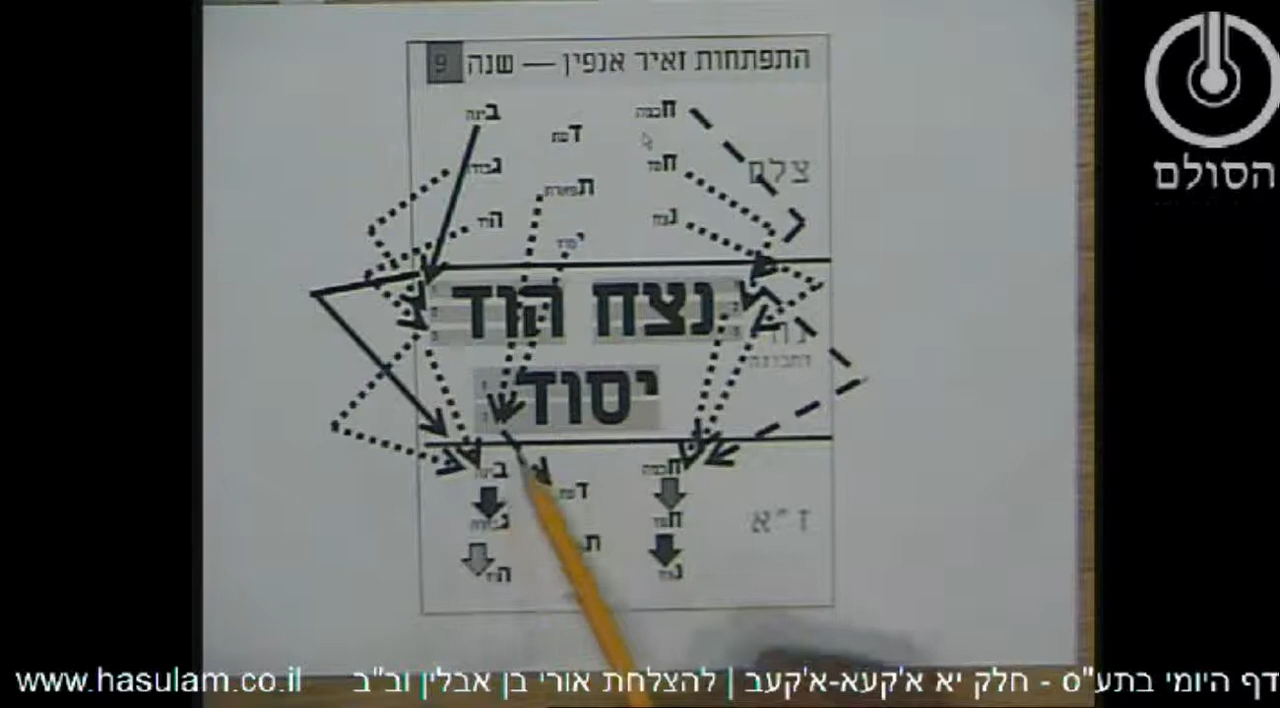 הסולם
התפתחות זאיר אנפין — שנה 9
חכמה בינה
דעת
צלם
חסד גבורה
תפארת
נצח הוד
יסוד
נצח הוד
יסוד
חכמה בינה
דעת
ז"א
חסד גבורה
ת
נצח הוד
דף היומי בתע"ס - חלק יא א'קעא-א'קעב | להצלחת אורי בן אבלין וב"ב www.hasulam.co.il